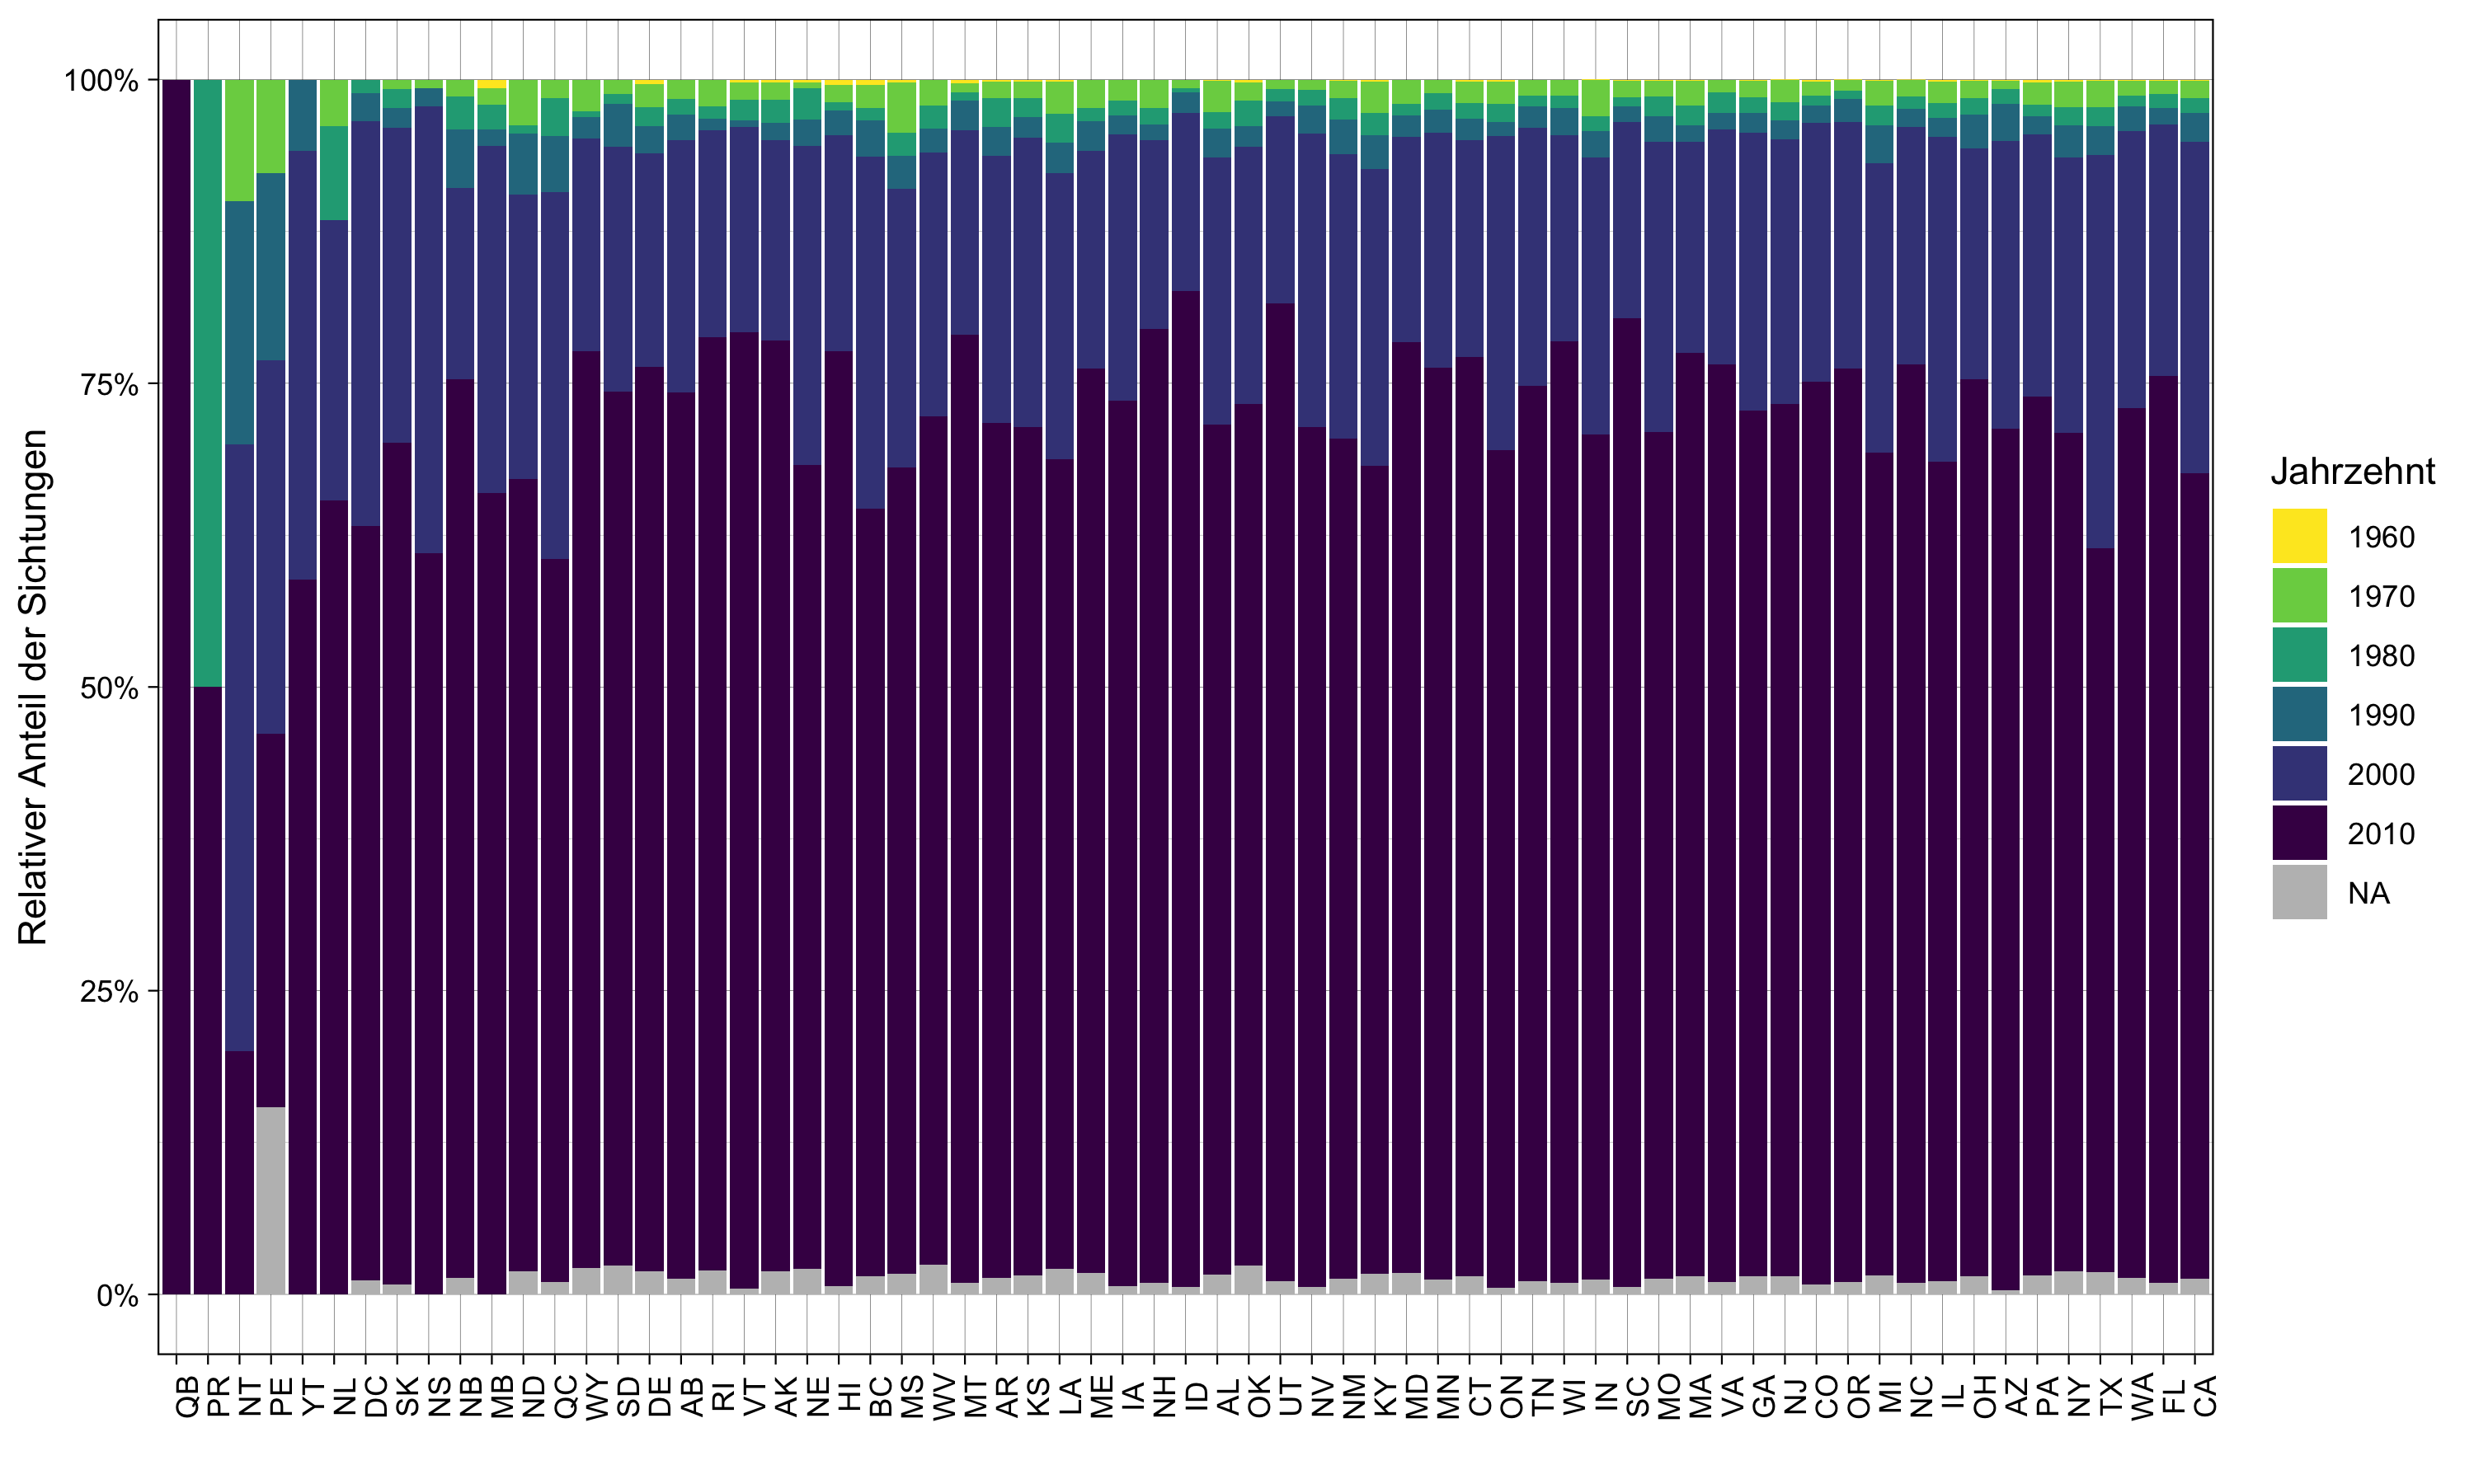 Relativer Anteil der Sichtungen
100%
75%
50%
25%
0%
QB PR NT PE YT NL DC SK NS NB MB ND QC WY SD DE AB RI VT AK NE HI BC MS WV MT AR KS LA ME IA NH ID AL OK UT NV NM KY MD MN CT ON TN WI IN SC MO MA VA GA NJ CO OR MI NC IL OH AZ PA NY TX WA FL CA
Jahrzehnt
1960
1970
1980
1990
2000
2010
NA